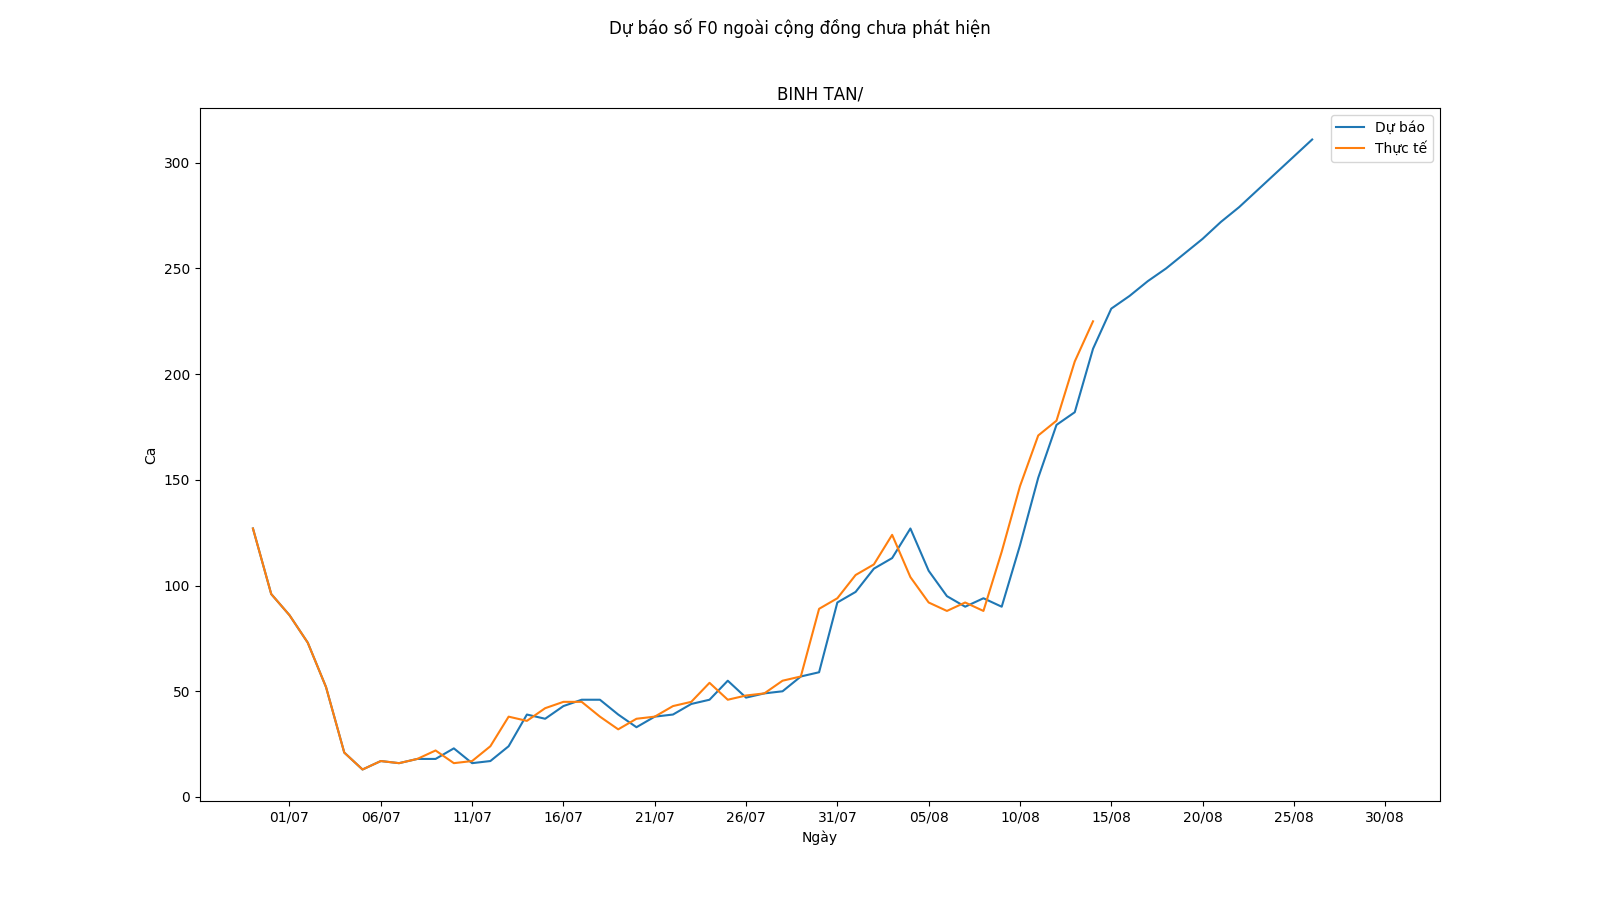 Dự báo số F0 ngoài cộng đồng chưa phát hiện
BINH TAN/
Dự báo
Thực tế
300
250
200
150
100
50
0
Ca
01/07 06/07 11/07 16/07 21/07 26/07 31/07 05/08 10/08 15/08 20/08 25/08 30/08
Ngày